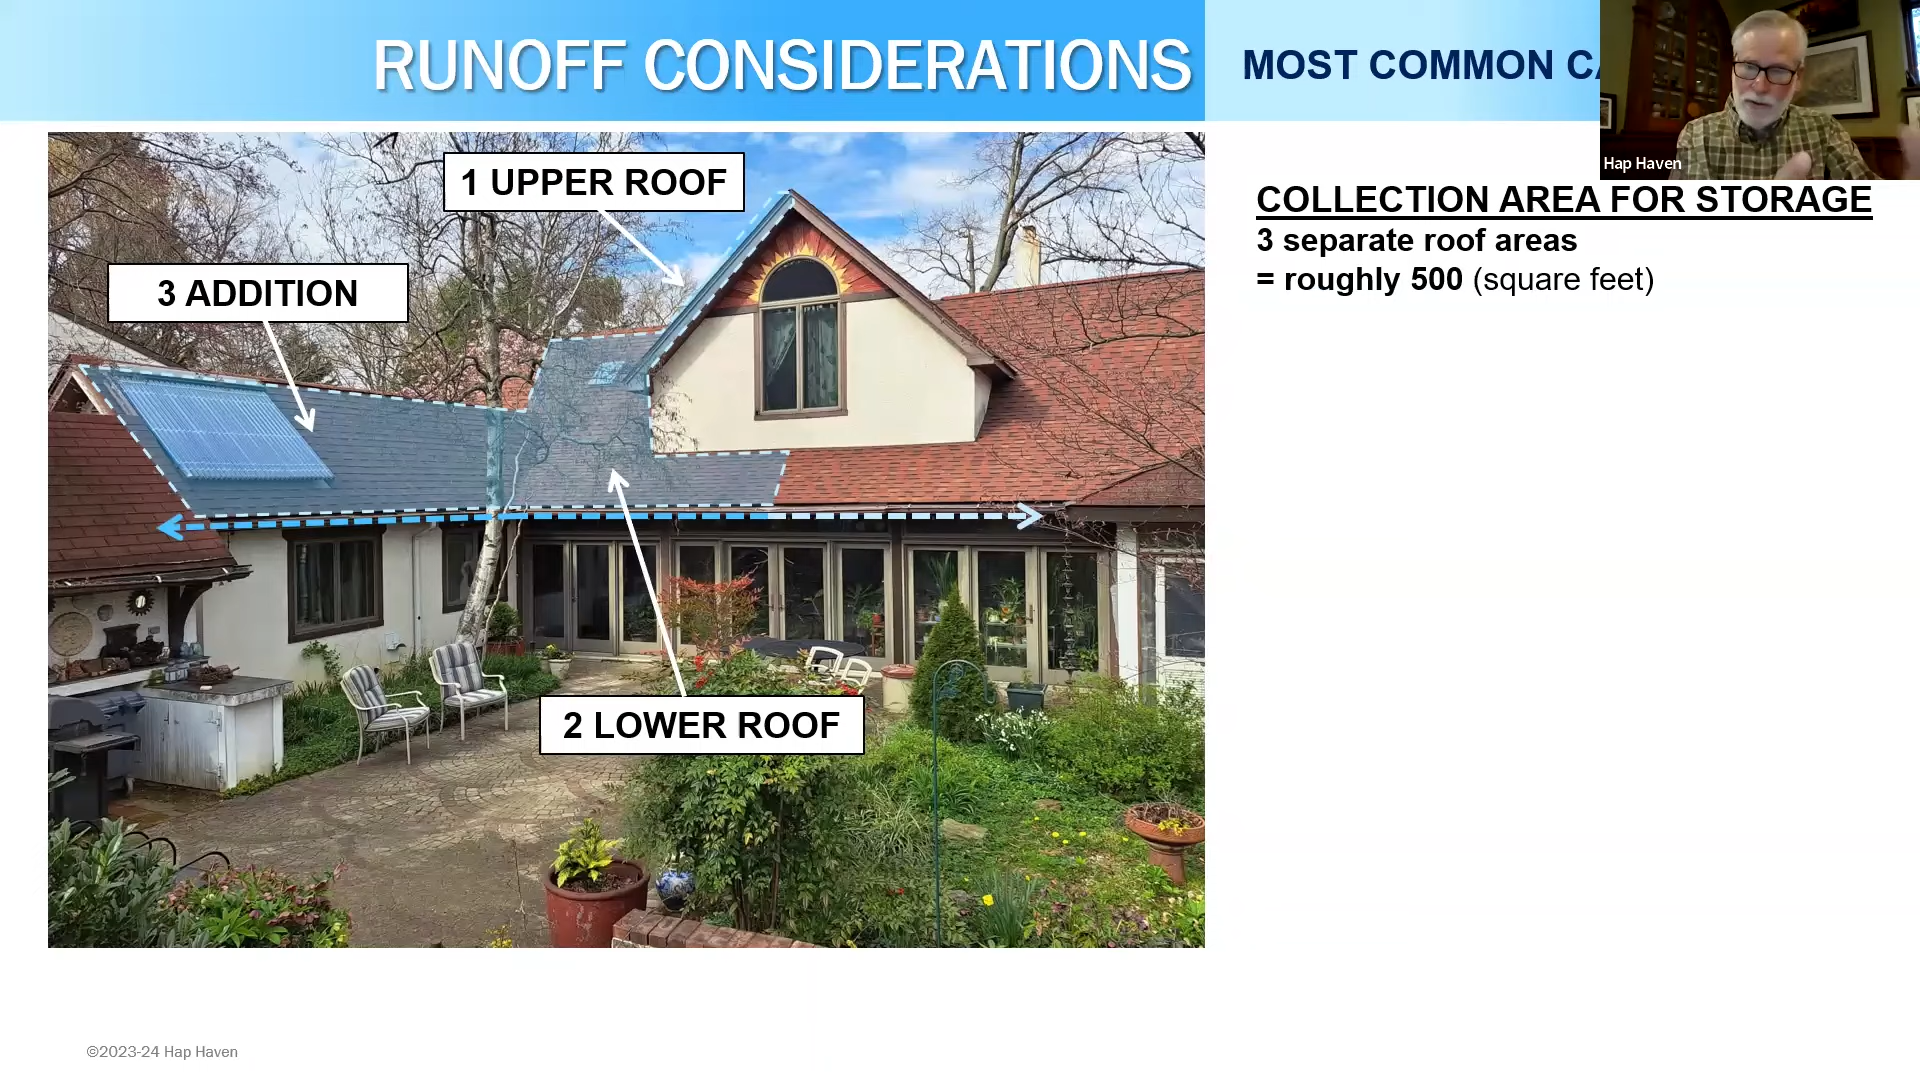 RUNOFF CONSIDERATIONS
MOST COMMON
Hap Haven
1 UPPER ROOF
3 ADDITION
2 LOWER ROOF
COLLECTION AREA FOR STORAGE
3 separate roof areas
= roughly 500 (square feet)
©2023-24 Hap Haven